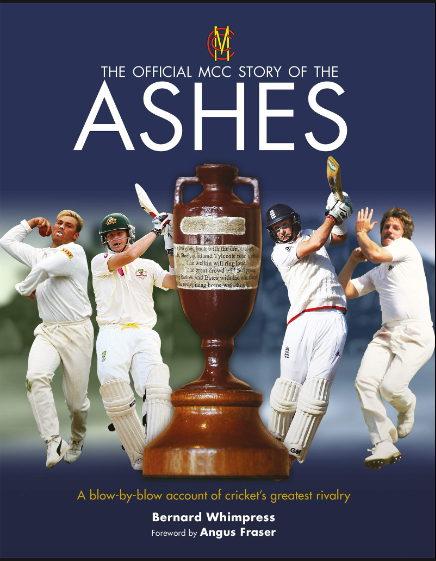 MCC
THE OFFICIAL MCC STORY OF THE
ASHES
A blow-by-blow account of cricket's greatest rivalry
Bernard Whimpress
Foreword by Angus Fraser